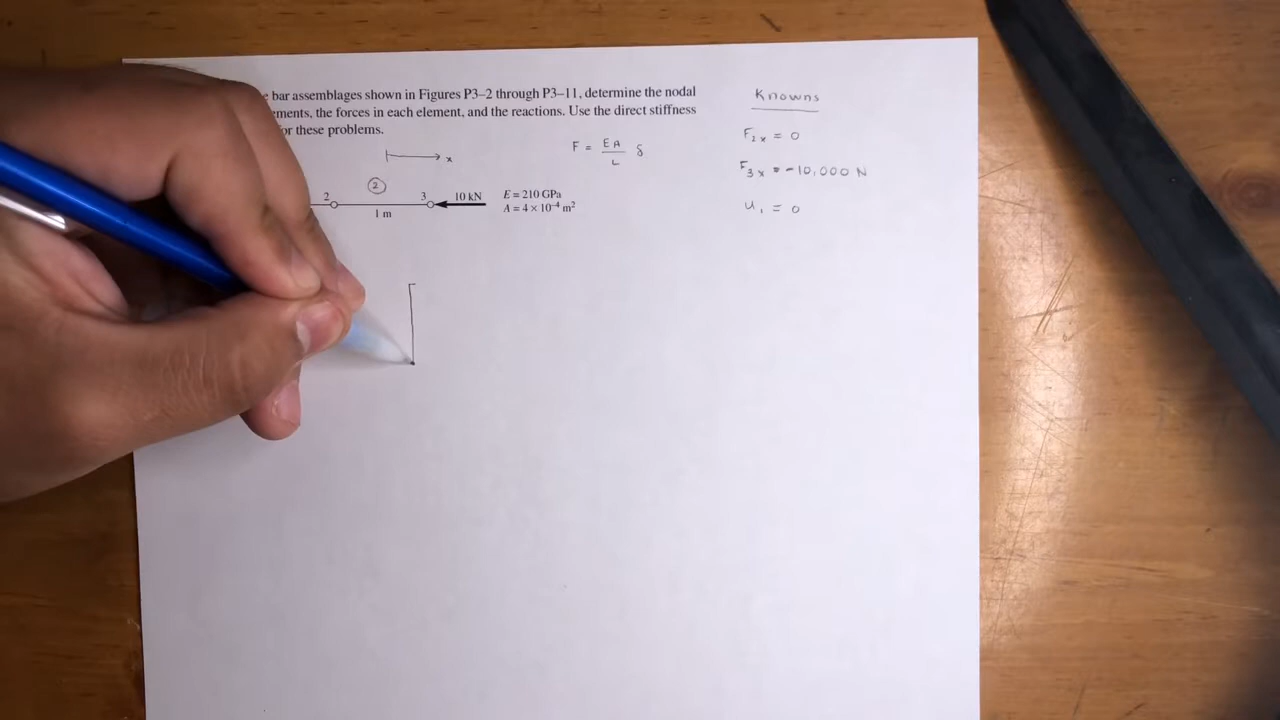 bar assemblages shown in Figures P3–2 through P3–11, determine the nodal
the forces in each element, and the reactions. Use the direct stiffness
for these problems.
Knowns
F = EA/L δ
F2x = 0
F3x = -10,000 N
u1 = 0
x
2
2 3 10 kN
1 m
E = 210 GPa
A = 4 × 10⁻⁴ m²